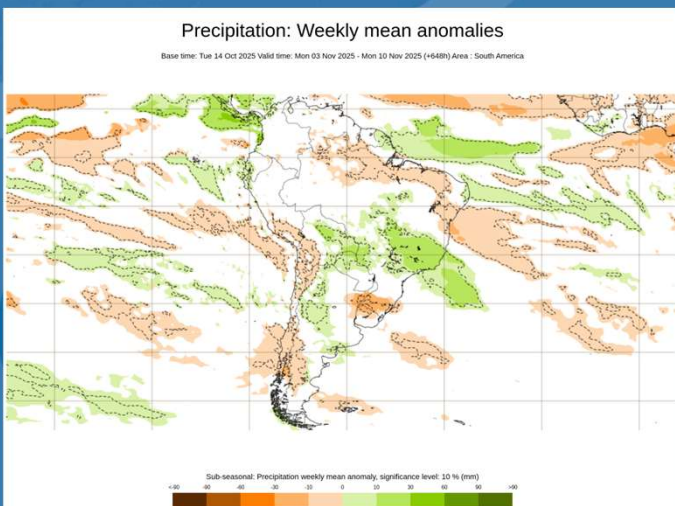 Precipitation: Weekly mean anomalies
Base time: Tue 14 Oct 2025 Valid time: Mon 03 Nov 2025 - Mon 10 Nov 2025 (+648h) Area : South America
Sub-seasonal: Precipitation weekly mean anomaly, significance level: 10 % (mm)
<-90 -90 -60 -30 -10 0 10 30 60 90 >90